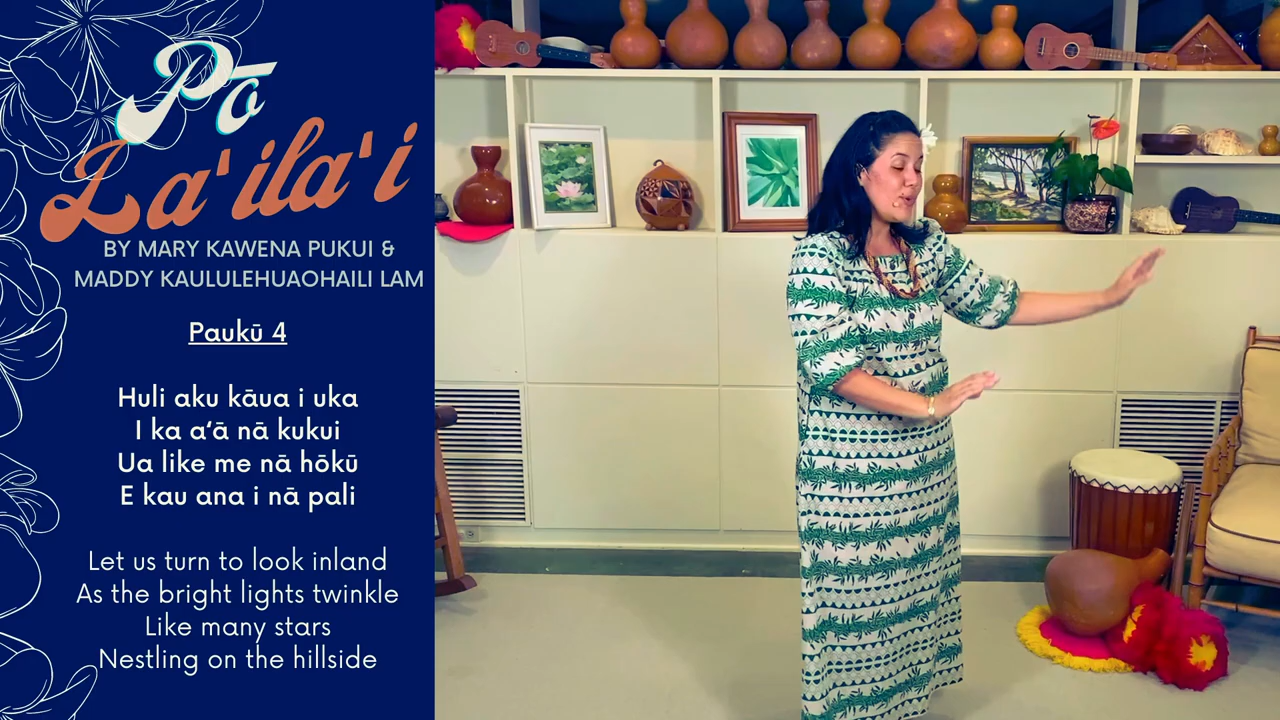 Pō
Laʻilaʻi
BY MARY KAWENA PUKUI &
MADDY KAULULEHUAOHAILI LAM
Paukū 4
Huli aku kāua i uka
I ka aʻā nā kukui
Ua like me nā hōkū
E kau ana i nā pali
Let us turn to look inland
As the bright lights twinkle
Like many stars
Nestling on the hillside